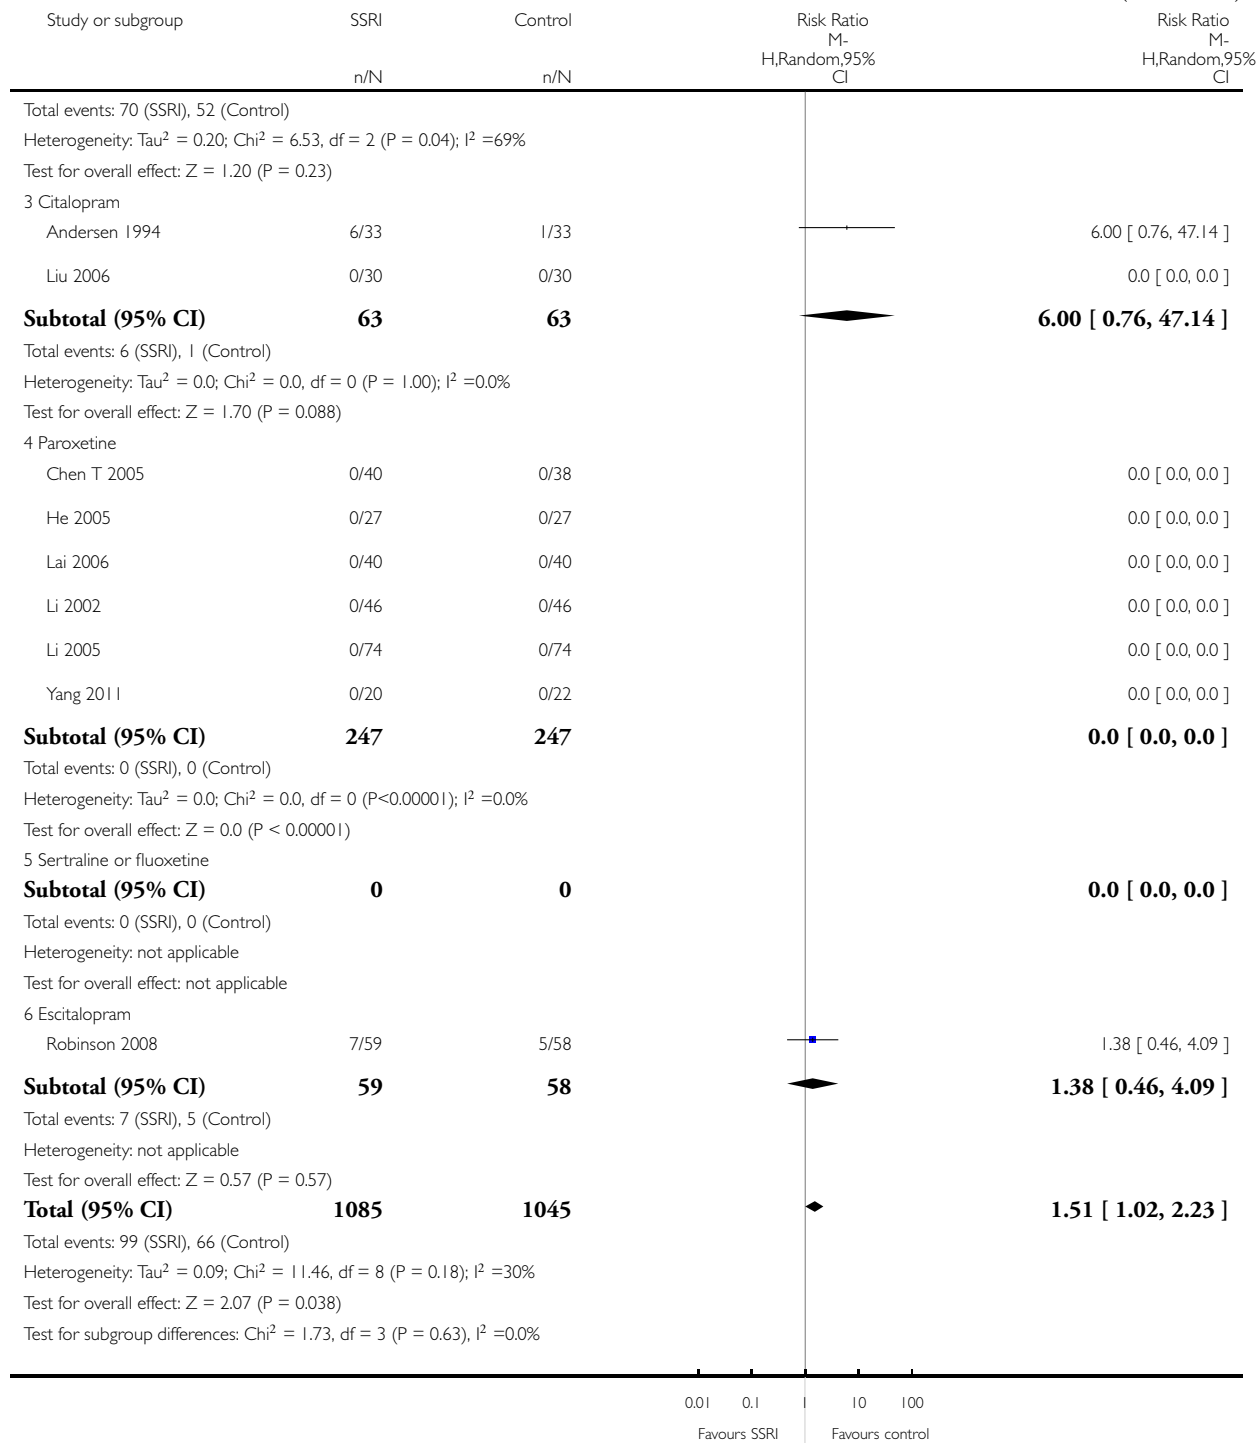 Study or subgroup SSRI Control Risk Ratio Risk Ratio
M- M-
H,Random,95% H,Random,95%
n/N n/N CI CI
Total events: 70 (SSRI), 52 (Control)
Heterogeneity: Tau² = 0.20; Chi² = 6.53, df = 2 (P = 0.04); I² =69%
Test for overall effect: Z = 1.20 (P = 0.23)
3 Citalopram
Andersen 1994 6/33 1/33 6.00 [ 0.76, 47.14 ]
Liu 2006 0/30 0/30 0.0 [ 0.0, 0.0 ]
Subtotal (95% CI) 63 63 6.00 [ 0.76, 47.14 ]
Total events: 6 (SSRI), 1 (Control)
Heterogeneity: Tau² = 0.0; Chi² = 0.0, df = 0 (P = 1.00); I² =0.0%
Test for overall effect: Z = 1.70 (P = 0.088)
4 Paroxetine
Chen T 2005 0/40 0/38 0.0 [ 0.0, 0.0 ]
He 2005 0/27 0/27 0.0 [ 0.0, 0.0 ]
Lai 2006 0/40 0/40 0.0 [ 0.0, 0.0 ]
Li 2002 0/46 0/46 0.0 [ 0.0, 0.0 ]
Li 2005 0/74 0/74 0.0 [ 0.0, 0.0 ]
Yang 2011 0/20 0/22 0.0 [ 0.0, 0.0 ]
Subtotal (95% CI) 247 247 0.0 [ 0.0, 0.0 ]
Total events: 0 (SSRI), 0 (Control)
Heterogeneity: Tau² = 0.0; Chi² = 0.0, df = 0 (P<0.00001); I² =0.0%
Test for overall effect: Z = 0.0 (P < 0.00001)
5 Sertraline or fluoxetine
Subtotal (95% CI) 0 0 0.0 [ 0.0, 0.0 ]
Total events: 0 (SSRI), 0 (Control)
Heterogeneity: not applicable
Test for overall effect: not applicable
6 Escitalopram
Robinson 2008 7/59 5/58 1.38 [ 0.46, 4.09 ]
Subtotal (95% CI) 59 58 1.38 [ 0.46, 4.09 ]
Total events: 7 (SSRI), 5 (Control)
Heterogeneity: not applicable
Test for overall effect: Z = 0.57 (P = 0.57)
Total (95% CI) 1085 1045 1.51 [ 1.02, 2.23 ]
Total events: 99 (SSRI), 66 (Control)
Heterogeneity: Tau² = 0.09; Chi² = 11.46, df = 8 (P = 0.18); I² =30%
Test for overall effect: Z = 2.07 (P = 0.038)
Test for subgroup differences: Chi² = 1.73, df = 3 (P = 0.63), I² =0.0%
0.01 0.1 1 10 100
Favours SSRI Favours control